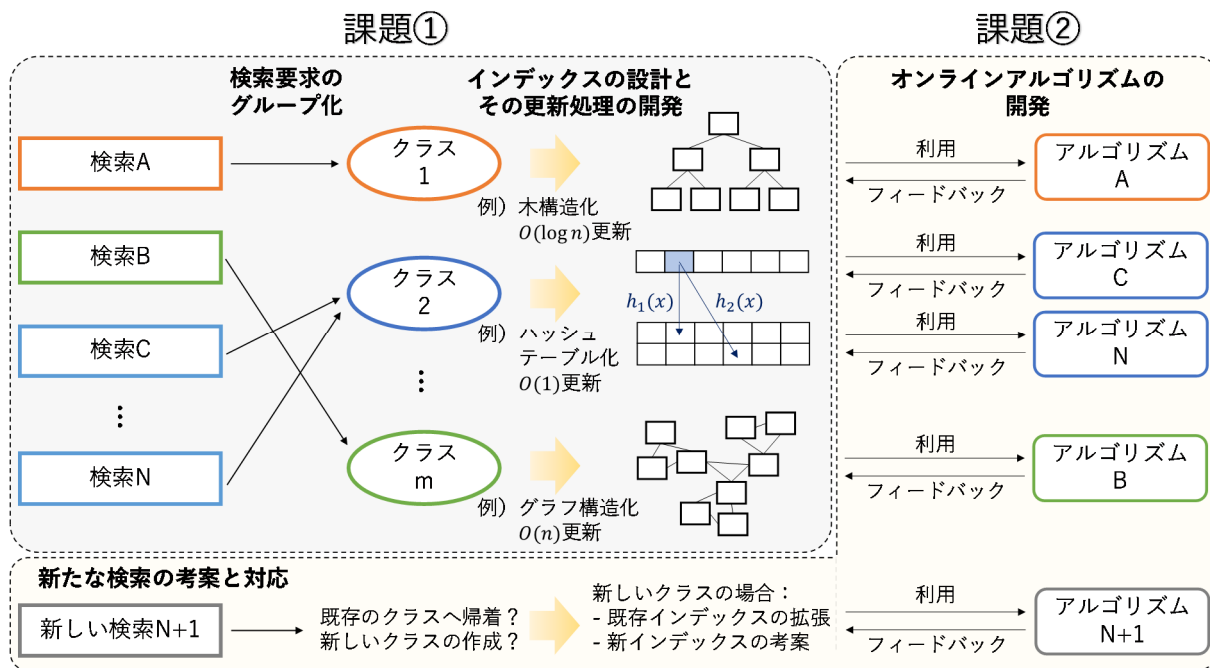 課題①
課題②
検索要求の
グループ化
インデックスの設計と
その更新処理の開発
オンラインアルゴリズムの
開発
検索A
クラス
1
例）木構造化
O(log n)更新
利用
フィードバック
アルゴリズム
A
検索B
クラス
2
例）ハッシュ
テーブル化
O(1)更新
h₁(x)
h₂(x)
利用
フィードバック
アルゴリズム
C
検索C
利用
フィードバック
アルゴリズム
N
⋮
⋮
検索N
クラス
m
例）グラフ構造化
O(n)更新
利用
フィードバック
アルゴリズム
B
新たな検索の考案と対応
新しい検索N+1
既存のクラスへ帰着？
新しいクラスの作成？
新しいクラスの場合：
- 既存インデックスの拡張
- 新インデックスの考案
利用
フィードバック
アルゴリズム
N+1